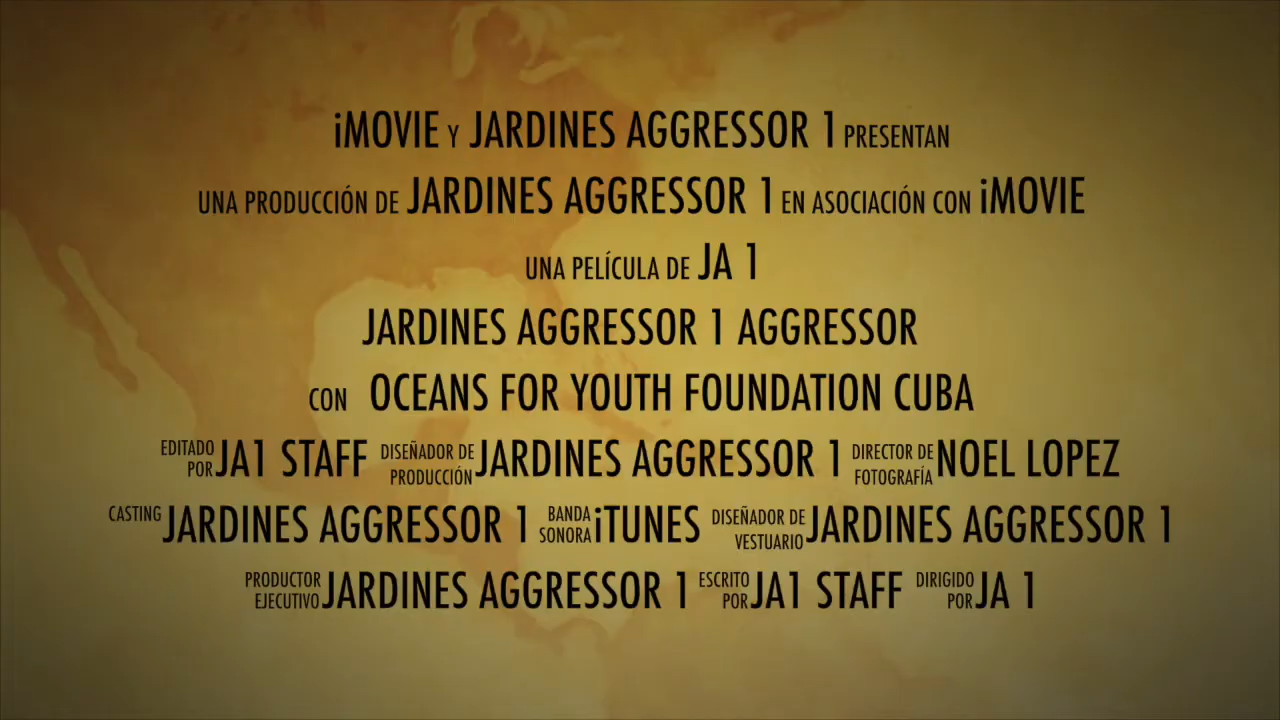 iMOVIE Y JARDINES AGGRESSOR 1 PRESENTAN
UNA PRODUCCIÓN DE JARDINES AGGRESSOR 1 EN ASOCIACIÓN CON iMOVIE
UNA PELÍCULA DE JA 1
JARDINES AGGRESSOR 1 AGGRESSOR
CON OCEANS FOR YOUTH FOUNDATION CUBA
EDITADO POR JA1 STAFF DISEÑADOR DE PRODUCCIÓN JARDINES AGGRESSOR 1 DIRECTOR DE FOTOGRAFÍA NOEL LOPEZ
CASTING JARDINES AGGRESSOR 1 BANDA SONORA iTUNES DISEÑADOR DE VESTUARIO JARDINES AGGRESSOR 1
PRODUCTOR EJECUTIVO JARDINES AGGRESSOR 1 ESCRITO POR JA1 STAFF DIRIGIDO POR JA 1